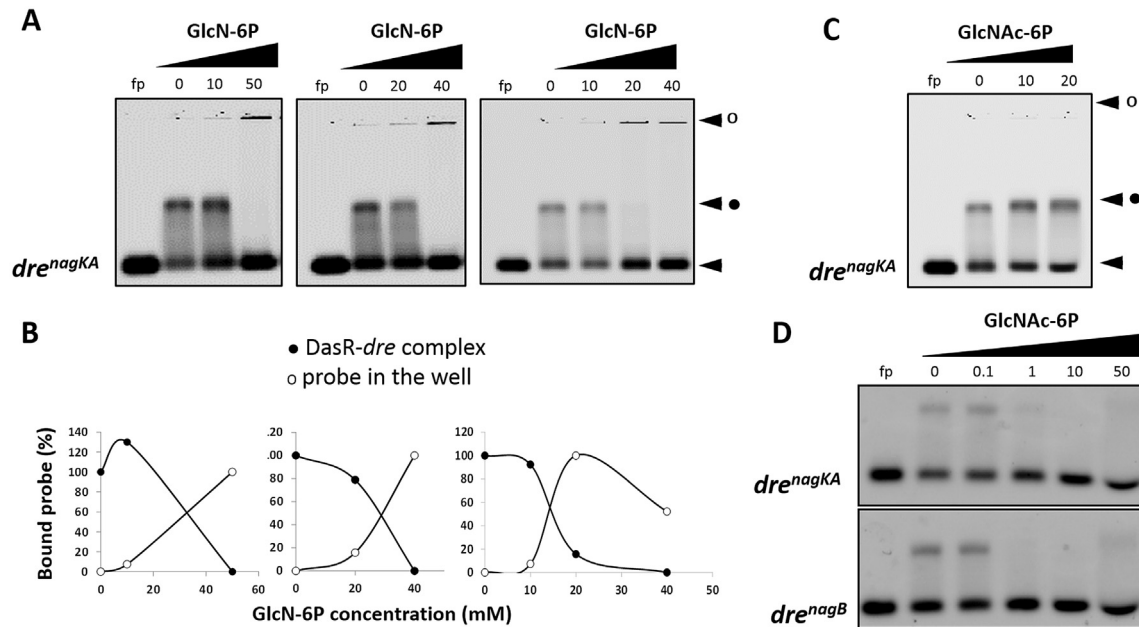 A
GlcN-6P GlcN-6P GlcN-6P
fp 0 10 50 fp 0 20 40 fp 0 10 20 40
o
●
dre^nagKA
C
GlcNAc-6P
fp 0 10 20
o
●
dre^nagKA
B
● DasR-dre complex
o probe in the well
Bound probe (%)
140 120 100 80 60 40 20 0
0 20 40 60
.20 .00 80 60 40 20 0
0 20 40
120 100 80 60 40 20 0
0 10 20 30 40 50
GlcN-6P concentration (mM)
D
GlcNAc-6P
fp 0 0.1 1 10 50
dre^nagKA
dre^nagB